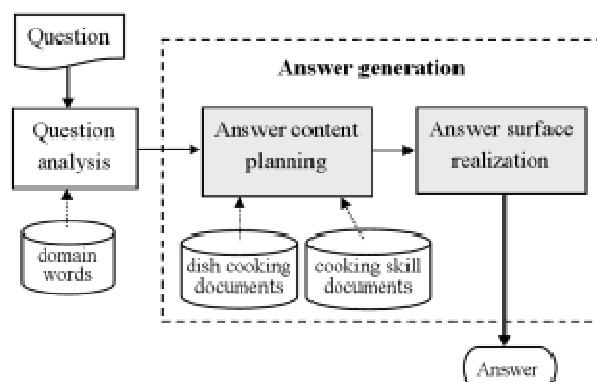 Question
Answer generation
Question
analysis
Answer content
planning
Answer surface
realization
domain
words
dish cooking
documents
cooking skill
documents
Answer